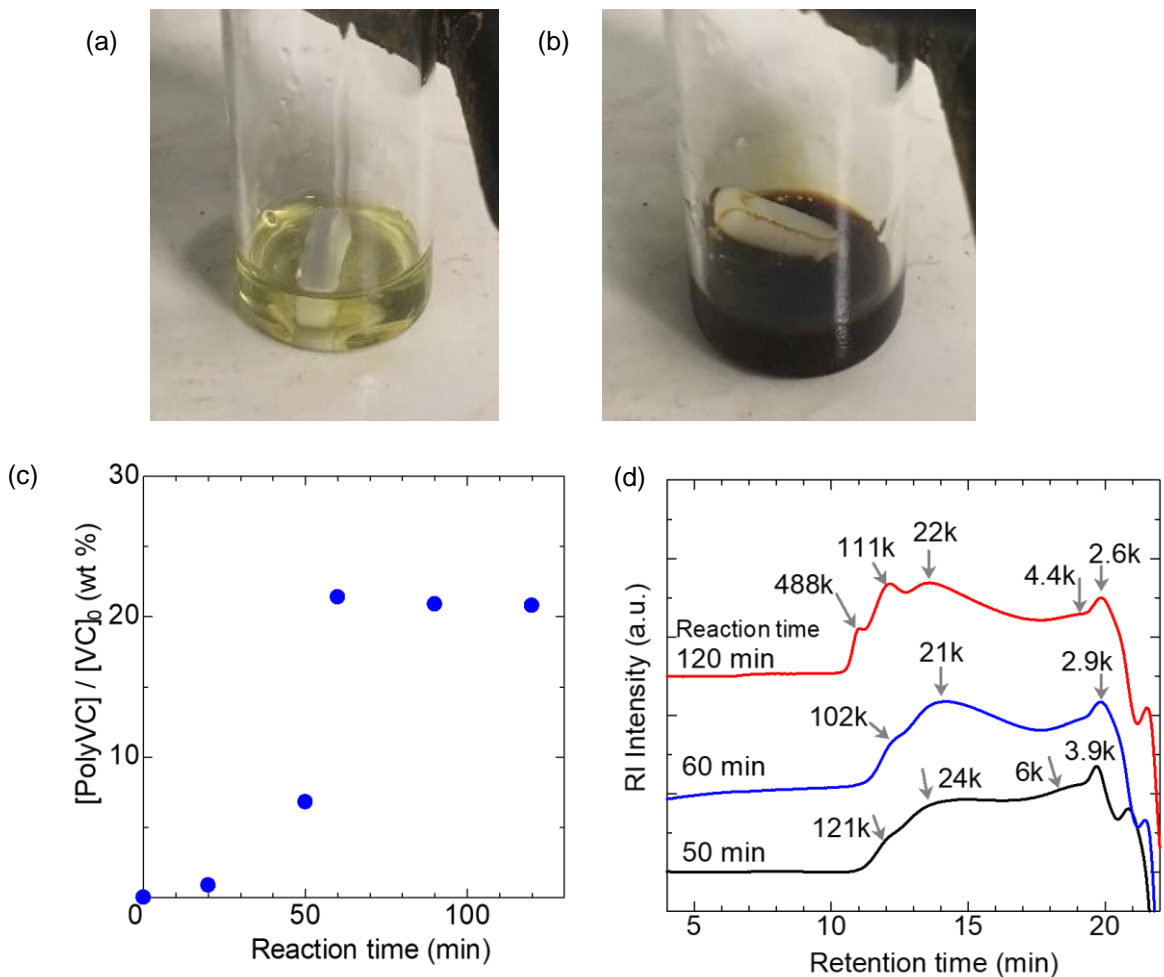 (a)
(b)
(c)
[PolyVC] / [VC]₀ (wt %)
30
20
10
0
50
100
Reaction time (min)
(d)
RI Intensity (a.u.)
488k
111k
22k
4.4k
2.6k
Reaction time
120 min
102k
21k
2.9k
60 min
121k
24k
6k
3.9k
50 min
5
10
15
20
Retention time (min)